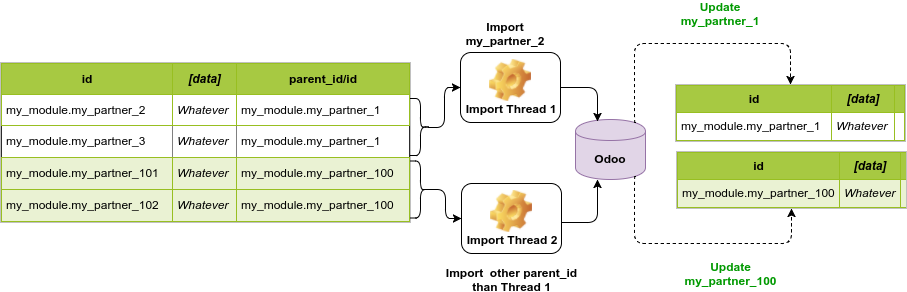 id [data] parent_id/id
my_module.my_partner_2 Whatever my_module.my_partner_1
my_module.my_partner_3 Whatever my_module.my_partner_1
my_module.my_partner_101 Whatever my_module.my_partner_100
my_module.my_partner_102 Whatever my_module.my_partner_100
Import
my_partner_2
Import Thread 1
Import Thread 2
Import other parent_id
than Thread 1
Odoo
Update
my_partner_1
id [data]
my_module.my_partner_1 Whatever
id [data]
my_module.my_partner_100 Whatever
Update
my_partner_100